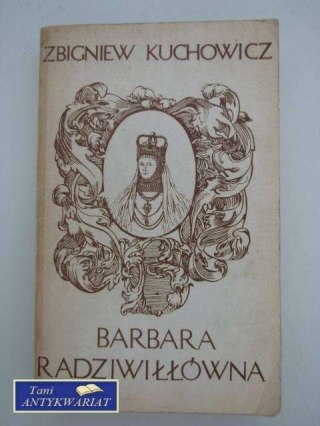 ZBIGNIEW KUCHOWICZ
BARBARA
RADZIWIŁŁÓWNA
Tani
ANTYKWARIAT